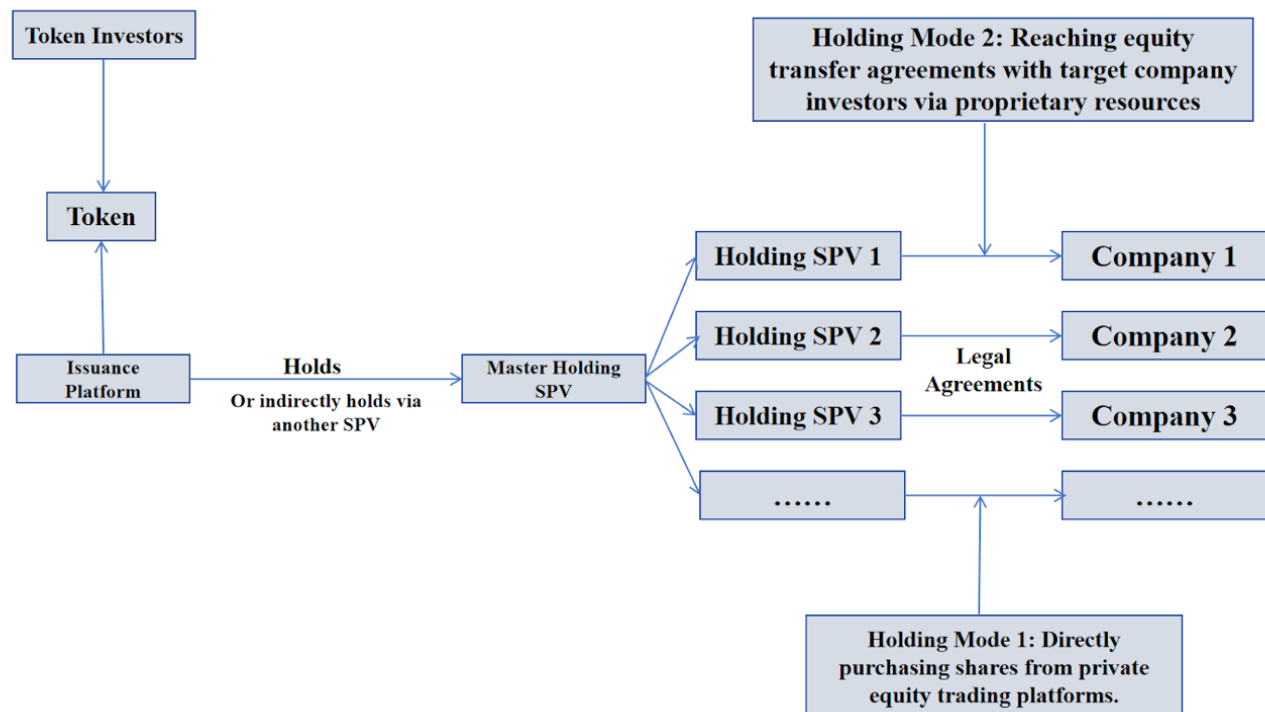 Token Investors
Holding Mode 2: Reaching equity
transfer agreements with target company
investors via proprietary resources
Token
Holding SPV 1
Company 1
Holding SPV 2
Company 2
Issuance
Platform
Holds
Or indirectly holds via
another SPV
Master Holding
SPV
Legal
Agreements
Holding SPV 3
Company 3
......
......
Holding Mode 1: Directly
purchasing shares from private
equity trading platforms.